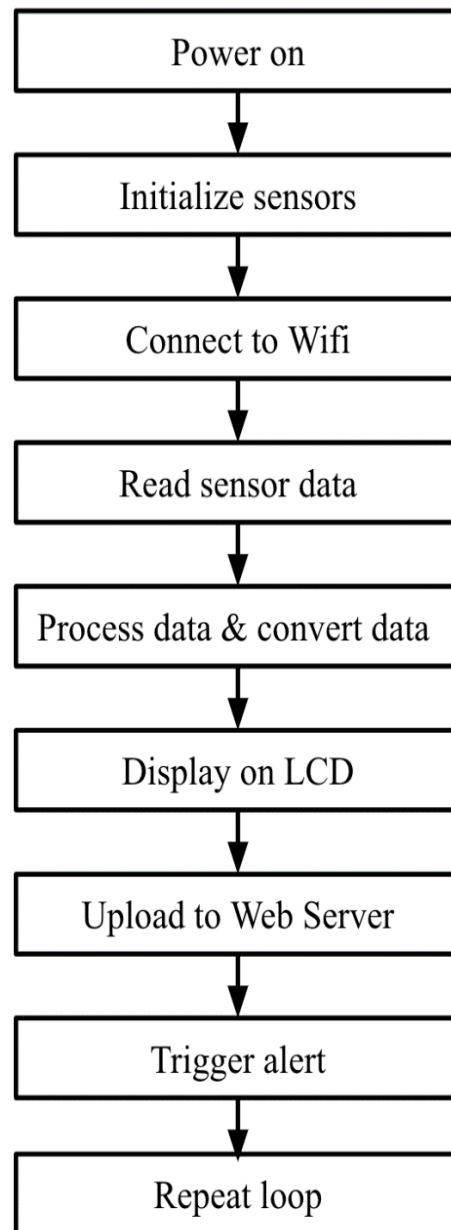 Power on
Initialize sensors
Connect to Wifi
Read sensor data
Process data & convert data
Display on LCD
Upload to Web Server
Trigger alert
Repeat loop